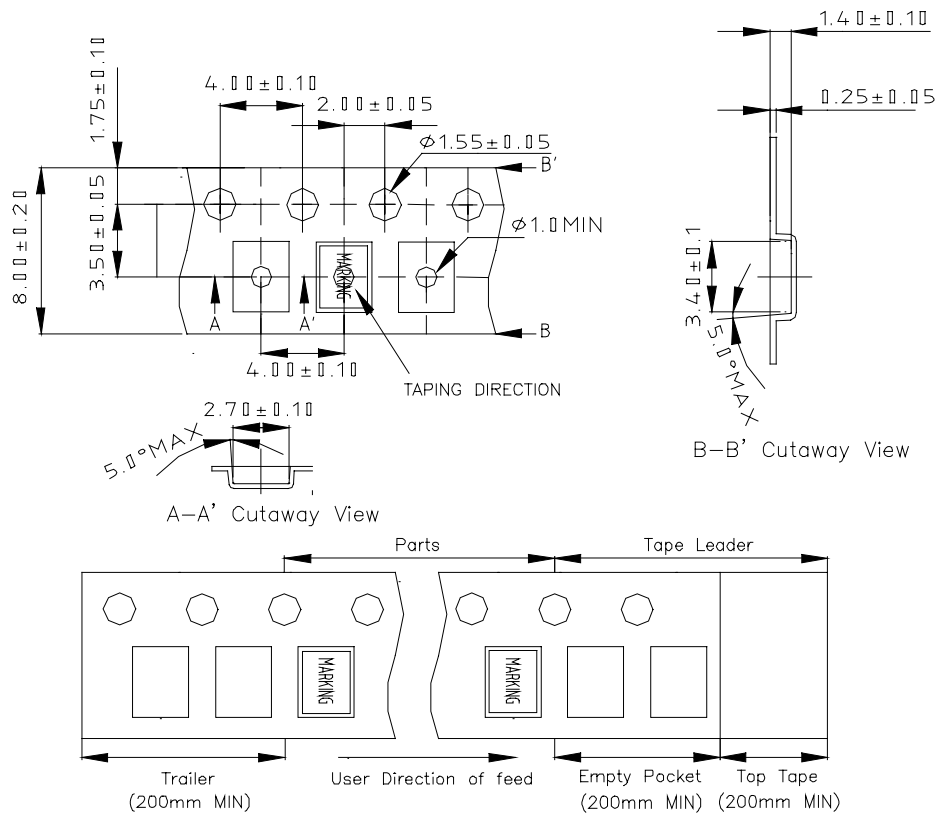 1.40±0.10
0.25±0.05
4.00±0.10
2.00±0.05
1.75±0.10
⌀1.55±0.05
B'
8.00±0.20
3.50±0.05
⌀1.0MIN
MARKING
A
A'
B
4.00±0.10
TAPING DIRECTION
3.40±0.1
5.0°MAX
B-B' Cutaway View
2.70±0.10
5.0°MAX
A-A' Cutaway View
Parts
Tape Leader
MARKING
MARKING
Trailer
(200mm MIN)
User Direction of feed
Empty Pocket
(200mm MIN)
Top Tape
(200mm MIN)